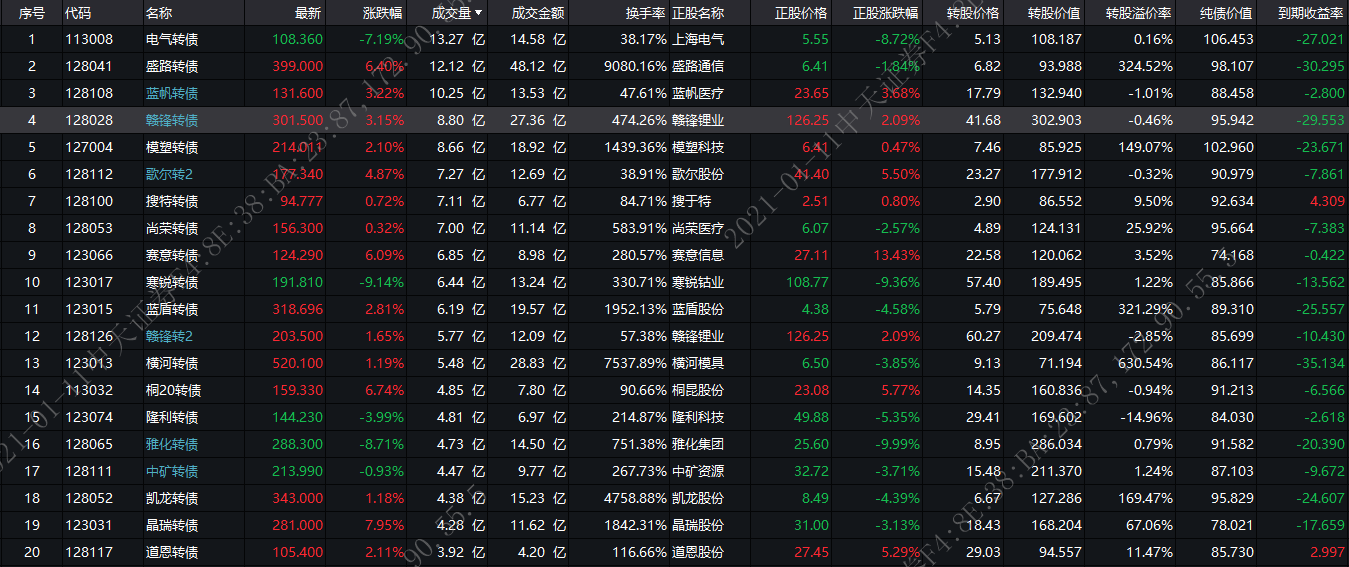 序号 代码 名称 最新 涨跌幅 成交量 成交金额 换手率 正股名称 正股价格 正股涨跌幅 转股价格 转股价值 转股溢价率 纯债价值 到期收益率
1 113008 电气转债 108.360 -7.19% 13.27 亿 14.58 亿 38.17% 上海电气 5.55 -8.72% 5.13 108.187 0.16% 106.453 -27.021
2 128041 盛路转债 399.000 6.40% 12.12 亿 48.12 亿 9080.16% 盛路通信 6.41 -1.84% 6.82 93.988 324.52% 98.107 -30.295
3 128108 蓝帆转债 131.600 3.22% 10.25 亿 13.53 亿 47.61% 蓝帆医疗 23.65 3.68% 17.79 132.940 -1.01% 88.458 -2.800
4 128028 赣锋转债 301.500 3.15% 8.80 亿 27.36 亿 474.26% 赣锋锂业 126.25 2.09% 41.68 302.903 -0.46% 95.942 -29.553
5 127004 模塑转债 214.011 2.10% 8.66 亿 18.92 亿 1439.36% 模塑科技 6.41 0.47% 7.46 85.925 149.07% 102.960 -23.671
6 128112 歌尔转2 177.340 4.87% 7.27 亿 12.69 亿 38.91% 歌尔股份 41.40 5.50% 23.27 177.912 -0.32% 90.979 -7.861
7 128100 搜特转债 94.777 0.72% 7.11 亿 6.77 亿 84.71% 搜于特 2.51 0.80% 2.90 86.552 9.50% 92.634 4.309
8 128053 尚荣转债 156.300 0.32% 7.00 亿 11.14 亿 583.91% 尚荣医疗 6.07 -2.57% 4.89 124.131 25.92% 95.664 -7.383
9 123066 赛意转债 124.290 6.09% 6.85 亿 8.98 亿 280.57% 赛意信息 27.11 13.43% 22.58 120.062 3.52% 74.168 -0.422
10 123017 寒锐转债 191.810 -9.14% 6.44 亿 13.24 亿 330.71% 寒锐钴业 108.77 -9.36% 57.40 189.495 1.22% 85.866 -13.562
11 123015 蓝盾转债 318.696 2.81% 6.19 亿 19.57 亿 1952.13% 蓝盾股份 4.38 -4.58% 5.79 75.648 321.29% 89.310 -25.557
12 128126 赣锋转2 203.500 1.65% 5.77 亿 12.09 亿 57.38% 赣锋锂业 126.25 2.09% 60.27 209.474 -2.85% 85.699 -10.430
13 123013 横河转债 520.100 1.19% 5.48 亿 28.83 亿 7537.89% 横河模具 6.50 -3.85% 9.13 71.194 630.54% 86.117 -35.134
14 113032 桐20转债 159.330 6.74% 4.85 亿 7.80 亿 90.66% 桐昆股份 23.08 5.77% 14.35 160.836 -0.94% 91.213 -6.566
15 123074 隆利转债 144.230 -3.99% 4.81 亿 6.97 亿 214.87% 隆利科技 49.88 -5.35% 29.41 169.602 -14.96% 84.030 -2.618
16 128065 雅化转债 288.300 -8.71% 4.73 亿 14.50 亿 751.38% 雅化集团 25.60 -9.99% 8.95 286.034 0.79% 91.582 -20.390
17 128111 中矿转债 213.990 -0.93% 4.47 亿 9.77 亿 267.73% 中矿资源 32.72 -3.71% 15.48 211.370 1.24% 87.103 -9.672
18 128052 凯龙转债 343.000 1.18% 4.38 亿 15.23 亿 4758.88% 凯龙股份 8.49 -4.39% 6.67 127.286 169.47% 95.829 -24.607
19 123031 晶瑞转债 281.000 7.95% 4.28 亿 11.62 亿 1842.31% 晶瑞股份 31.00 -3.13% 18.43 168.204 67.06% 78.021 -17.659
20 128117 道恩转债 105.400 2.11% 3.92 亿 4.20 亿 116.66% 道恩股份 27.45 5.29% 29.03 94.557 11.47% 85.730 2.997